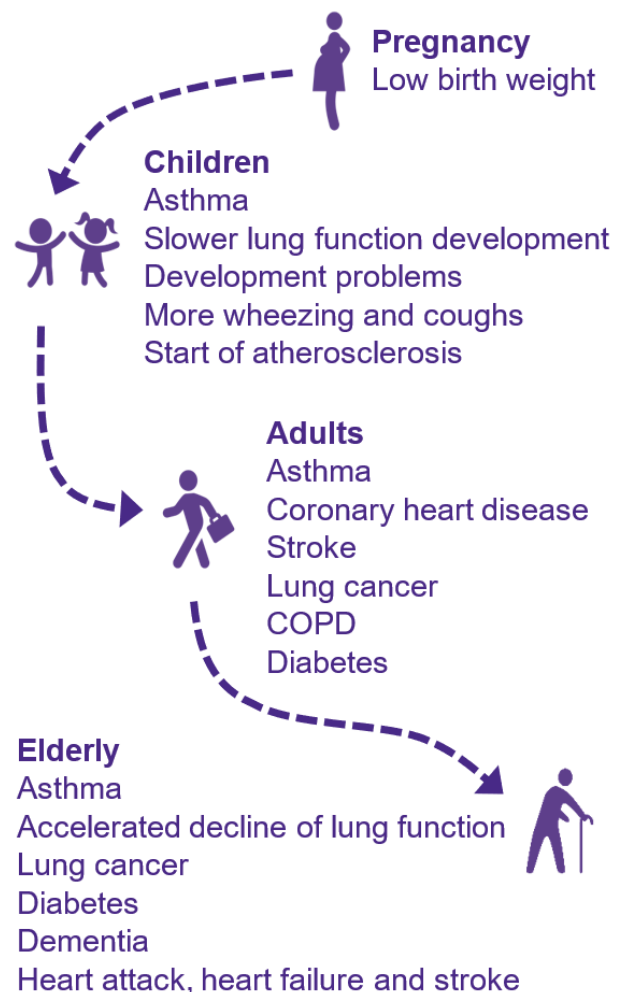 Pregnancy
Low birth weight
Children
Asthma
Slower lung function development
Development problems
More wheezing and coughs
Start of atherosclerosis
Adults
Asthma
Coronary heart disease
Stroke
Lung cancer
COPD
Diabetes
Elderly
Asthma
Accelerated decline of lung function
Lung cancer
Diabetes
Dementia
Heart attack, heart failure and stroke